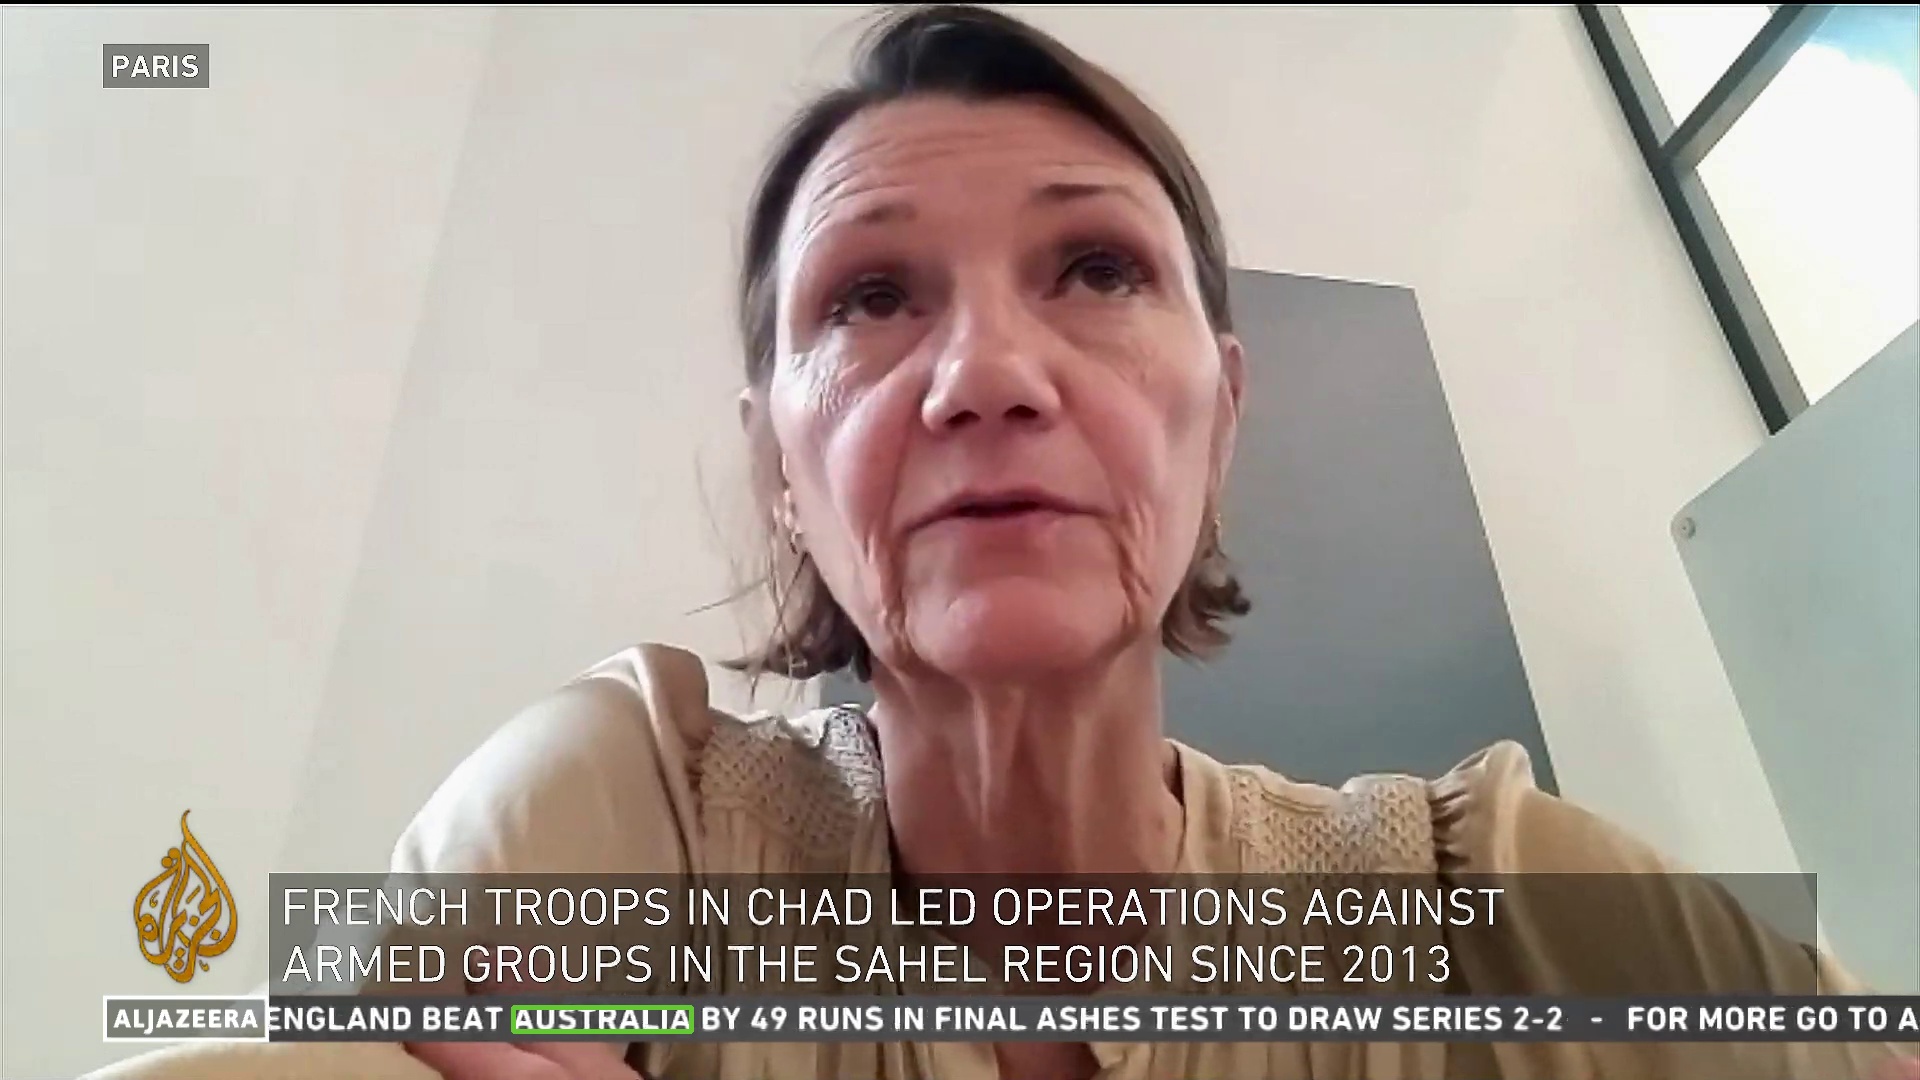 PARIS
FRENCH TROOPS IN CHAD LED OPERATIONS AGAINST
ARMED GROUPS IN THE SAHEL REGION SINCE 2013
ALJAZEERA ENGLAND BEAT AUSTRALIA BY 49 RUNS IN FINAL ASHES TEST TO DRAW SERIES 2-2 - FOR MORE GO TO A